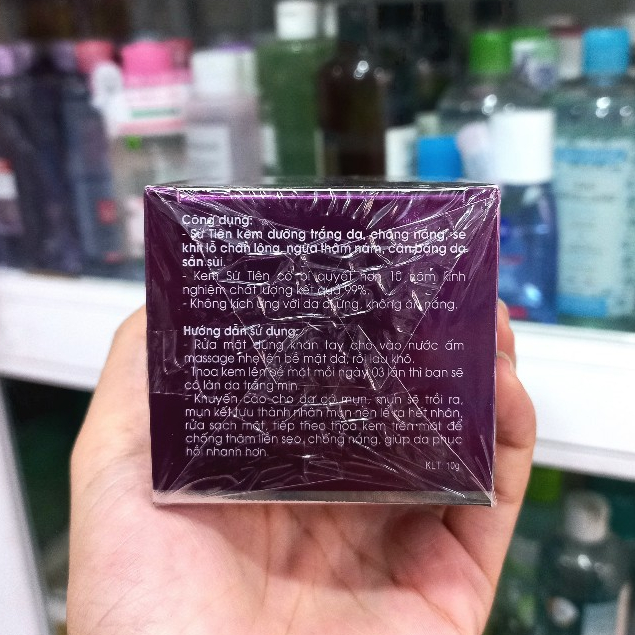 Công dụng:
- Sứ Tiên kem dưỡng trắng da, chống nắng, se
khít lỗ chân lông, ngừa thâm nám, cân bằng da
sần sùi.
- Kem Sứ Tiên có bí quyết hơn 10 năm kinh
nghiệm chất lượng kết quả 99%.
- Không kích ứng với da chứng, không ăn nắng.
Hướng dẫn sử dụng:
- Rửa mặt dùng khăn tay cho vào nước ấm
massage nhẹ lên bề mặt da, rồi lau khô.
- Thoa kem lên bề mặt mỗi ngày 03 lần thì bạn sẽ
có làn da trắng mịn.
- Khuyến cáo cho da có mụn, mụn sẽ trồi ra,
mụn kết tựu thành nhân mụn nên lể ra hết nhân,
rửa sạch mặt, tiếp theo thoa kem trên mặt để
chống thâm liền sẹo, chống nắng, giúp da phục
hồi nhanh hơn.
KLT: 10g